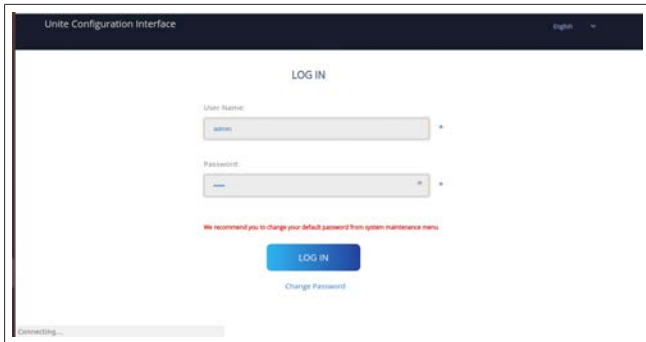 Unite Configuration Interface
English
LOG IN
User Name:
admin
*
Password:
*
We recommend you to change your default password from system maintenance menu
LOG IN
Change Password
Connecting...